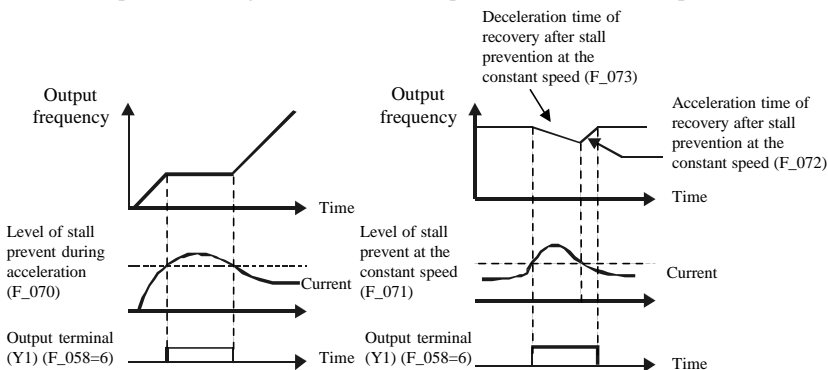 Deceleration time of
recovery after stall
prevention at the
constant speed (F_073)
Output
frequency
Output
frequency
Acceleration time of
recovery after stall
prevention at the
constant speed (F_072)
Time
Time
Level of stall
prevent during
acceleration
(F_070)
Current
Level of stall
prevent at the
constant speed
(F_071)
Current
Output terminal
(Y1) (F_058=6)
Time
Output terminal
(Y1) (F_058=6)
Time